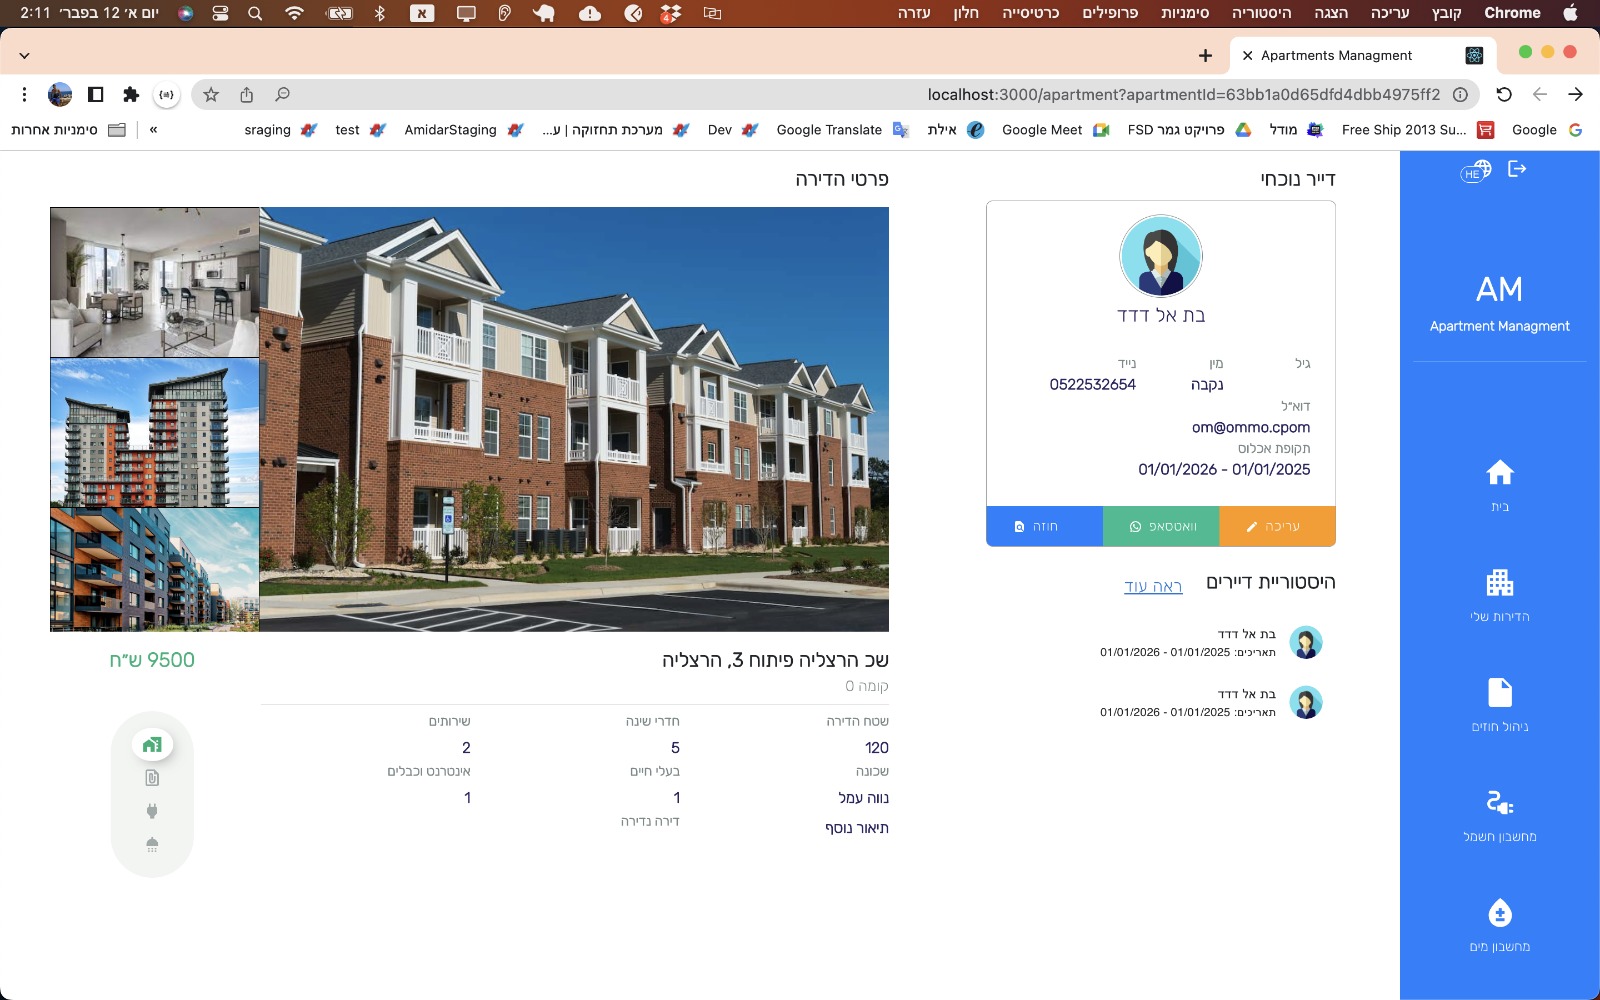 Chrome קובץ עריכה הצגה היסטוריה סימניות פרופילים כרטיסייה חלון עזרה
יום א׳ 12 בפבר׳ 2:11
א
4
Apartments Managment
localhost:3000/apartment?apartmentId=63bb1a0d65dfd4dbb4975ff2
Google
Free Ship 2013 Su...
מודל
פרויקט גמר FSD
Google Meet
אילת
Google Translate
Dev
מערכת תחזוקה | ע...
AmidarStaging
test
sraging
»
סימניות אחרות
HE
AM
Apartment Managment
בית
הדירות שלי
ניהול חוזים
מחשבון חשמל
מחשבון מים
דייר נוכחי
בת אל דדד
גיל מין נייד
נקבה 0522532654
דוא״ל
om@ommo.cpom
תקופת אכלוס
01/01/2026 - 01/01/2025
עריכה וואטסאפ חוזה
היסטוריית דיירים ראה עוד
בת אל דדד
תאריכים: 01/01/2025 - 01/01/2026
בת אל דדד
תאריכים: 01/01/2025 - 01/01/2026
פרטי הדירה
שכ הרצליה פיתוח 3, הרצליה
9500 ש״ח
קומה 0
שטח הדירה חדרי שינה שירותים
120 5 2
שכונה בעלי חיים אינטרנט וכבלים
נווה עמל 1 1
דירה נדירה
תיאור נוסף